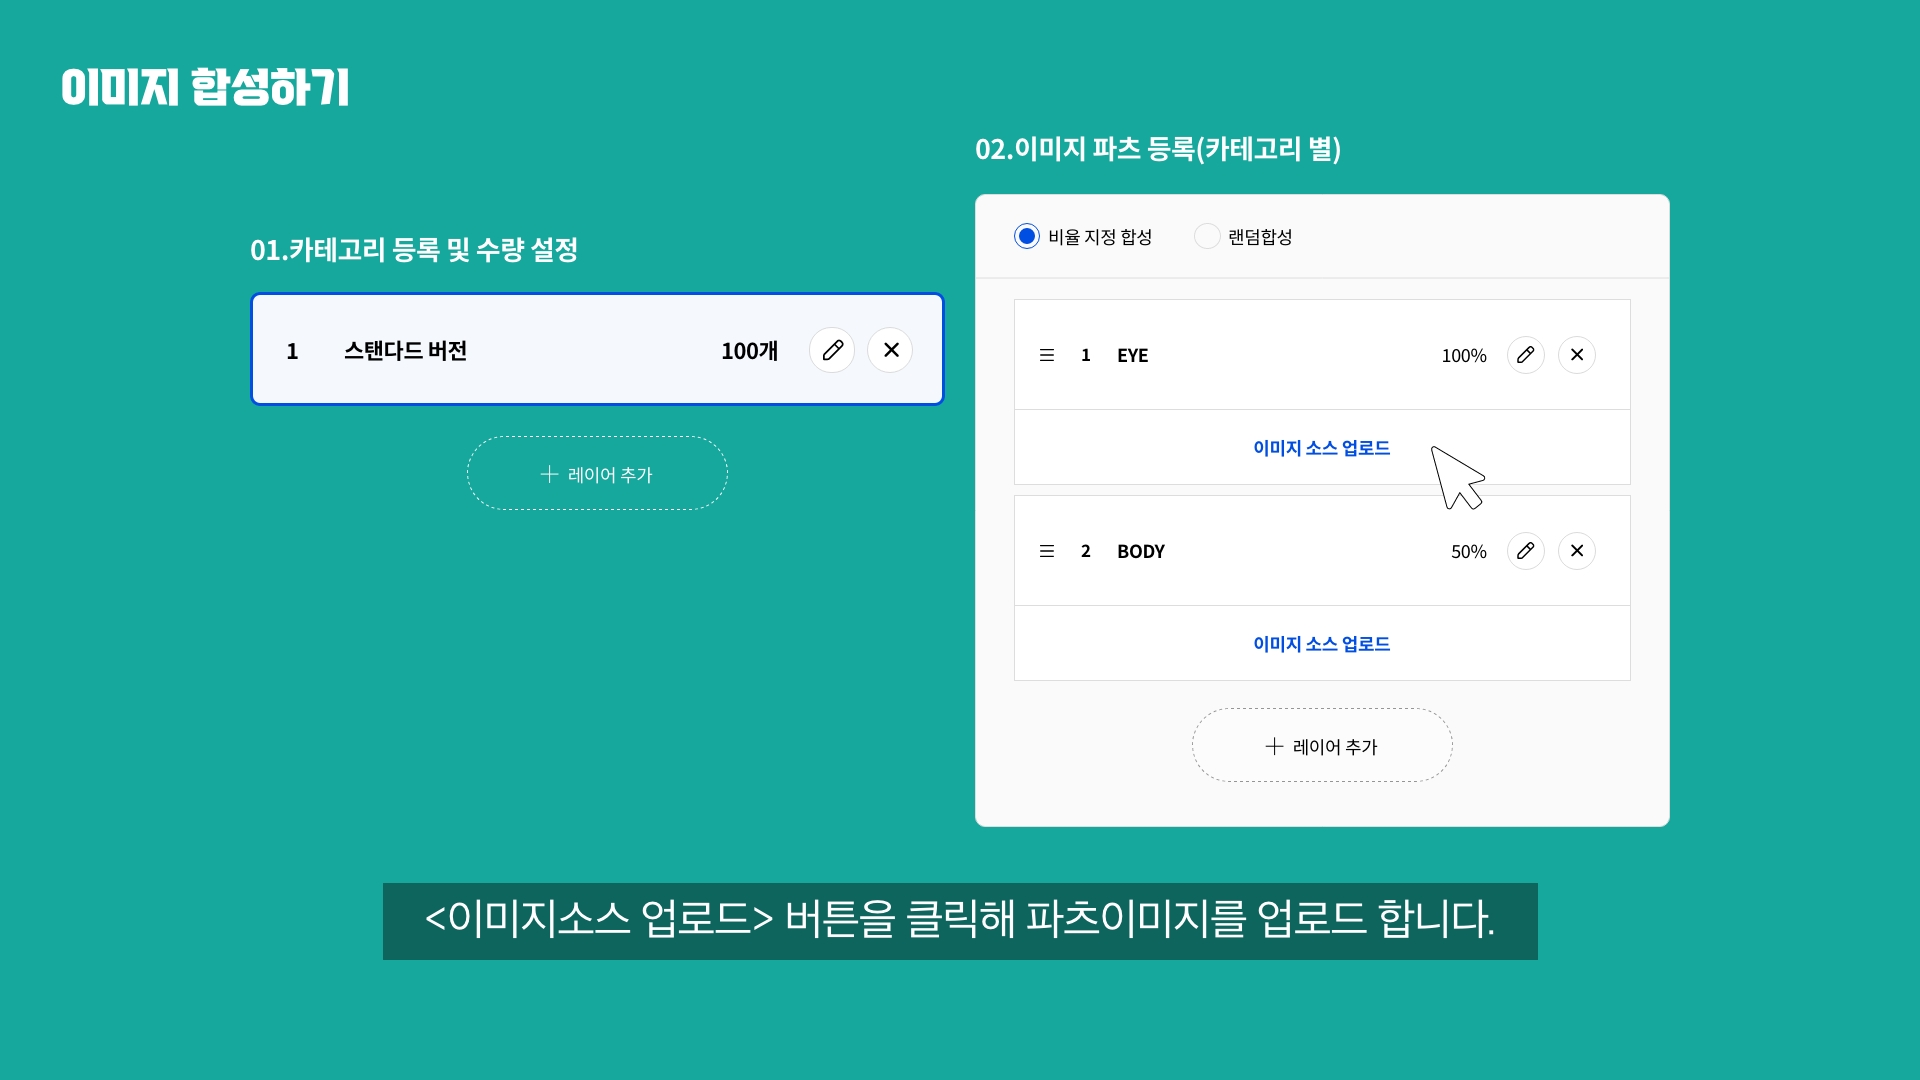 이미지 합성하기
01.카테고리 등록 및 수량 설정
1 스탠다드 버전 100개
레이어 추가
02.이미지 파츠 등록(카테고리 별)
비율 지정 합성 랜덤합성
1 EYE 100%
이미지 소스 업로드
2 BODY 50%
이미지 소스 업로드
레이어 추가
<이미지소스 업로드> 버튼을 클릭해 파츠이미지를 업로드 합니다.